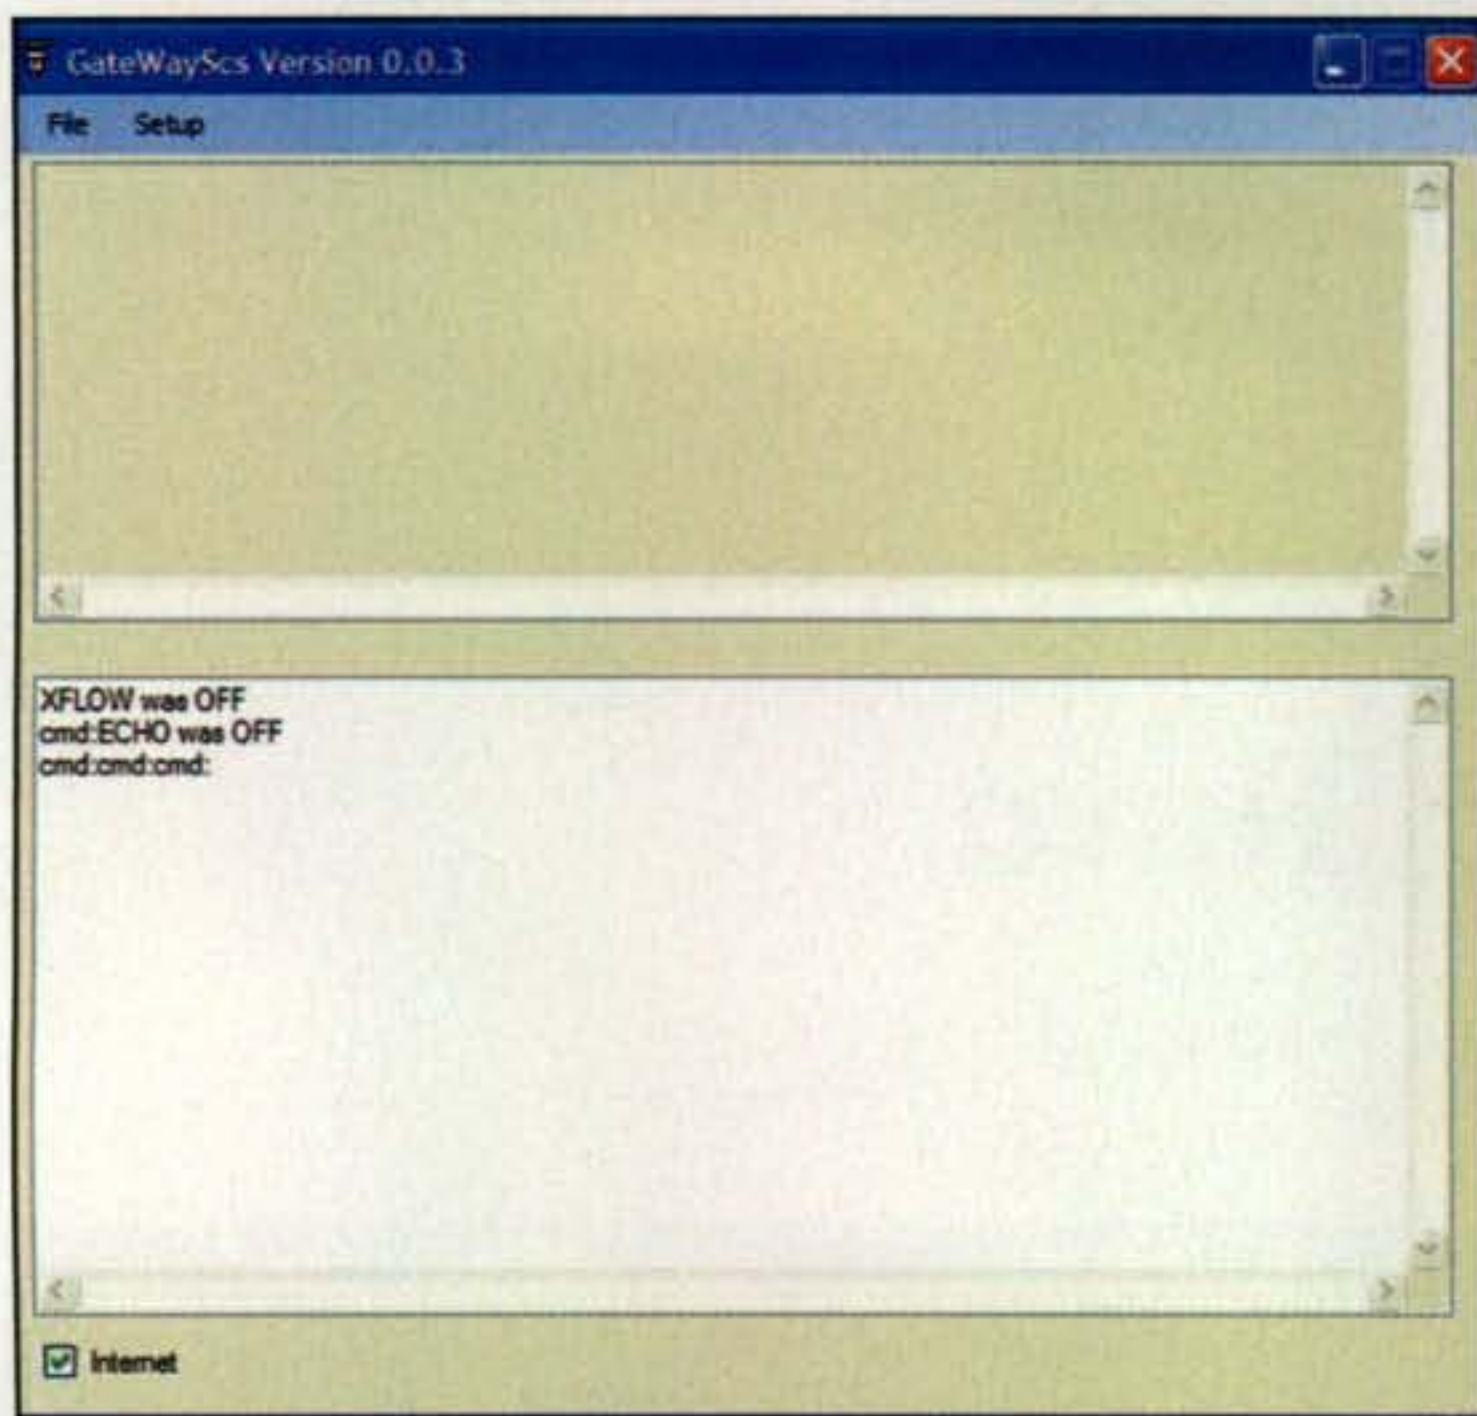 GateWayScs Version 0.0.3
File Setup
XFLOW was OFF
cmd:ECHO was OFF
cmd:cmd:cmd:
Internet